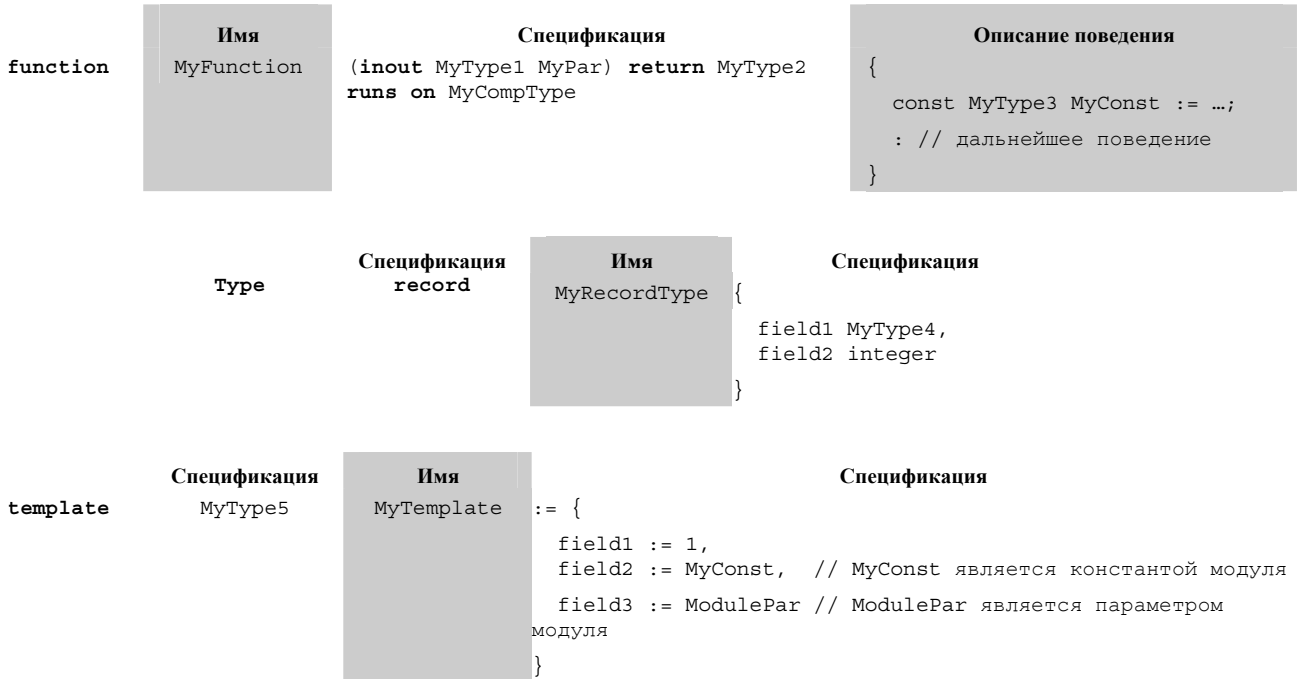 Имя Спецификация Описание поведения
function MyFunction (inout MyType1 MyPar) return MyType2 {
runs on MyCompType
const MyType3 MyConst := …;
: // дальнейшее поведение
}
Спецификация Имя Спецификация
Type record MyRecordType {
field1 MyType4,
field2 integer
}
Спецификация Имя Спецификация
template MyType5 MyTemplate := {
field1 := 1,
field2 := MyConst, // MyConst является константой модуля
field3 := ModulePar // ModulePar является параметром
модуля
}